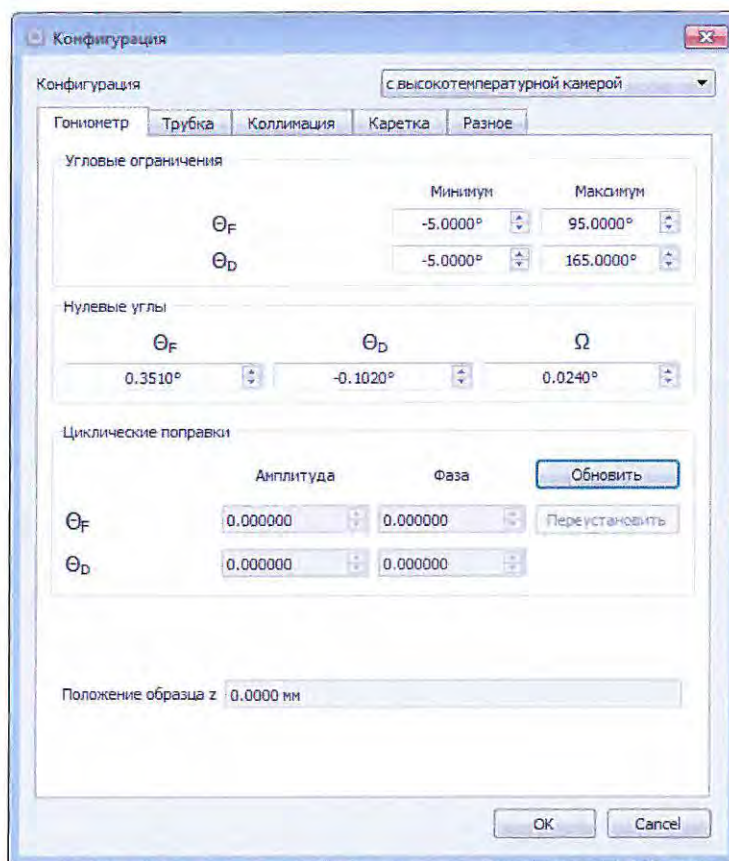 Конфигурация
Конфигурация с высокотемпературной камерой
Гониометр Трубка Коллимация Каретка Разное
Угловые ограничения
Минимум Максимум
ΘF -5.0000° 95.0000°
ΘD -5.0000° 165.0000°
Нулевые углы
ΘF ΘD Ω
0.3510° -0.1020° 0.0240°
Циклические поправки
Амплитуда Фаза Обновить
ΘF 0.000000 0.000000 Переустановить
ΘD 0.000000 0.000000
Положение образца z 0.0000 мм
OK Cancel